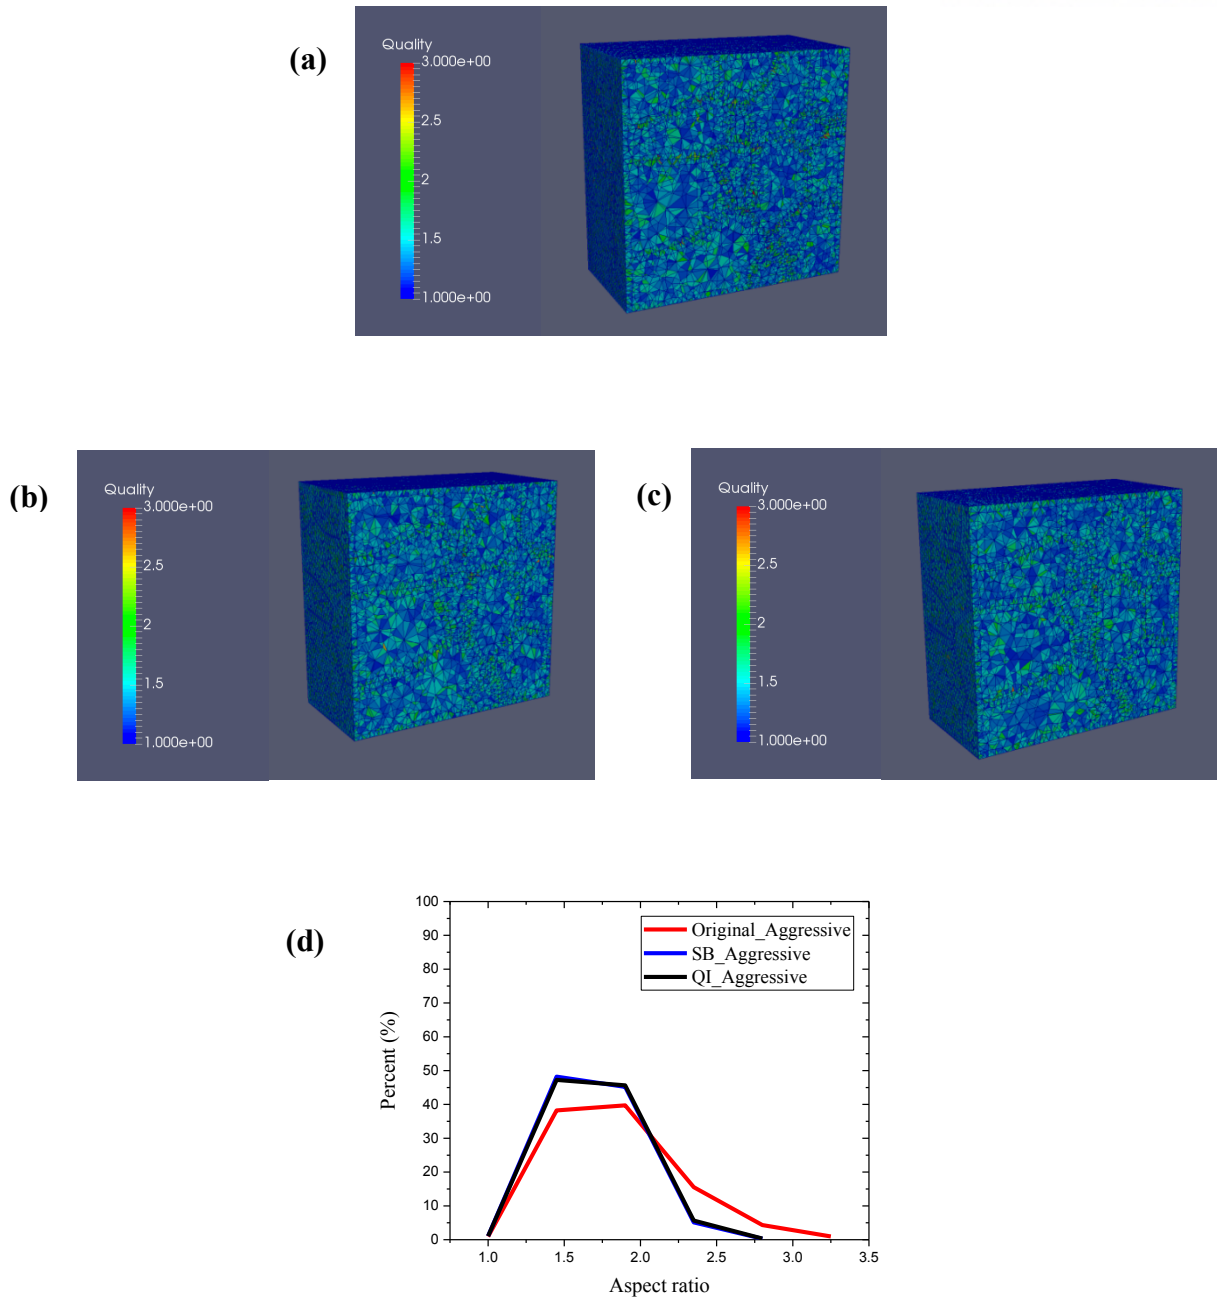 (a)
Quality
3.000e+00
2.5
2
1.5
1.000e+00
(b)
Quality
3.000e+00
2.5
2
1.5
1.000e+00
(c)
Quality
3.000e+00
2.5
2
1.5
1.000e+00
(d)
Percent (%)
100
90
80
70
60
50
40
30
20
10
0
Original_Aggressive
SB_Aggressive
QI_Aggressive
1.0 1.5 2.0 2.5 3.0 3.5
Aspect ratio